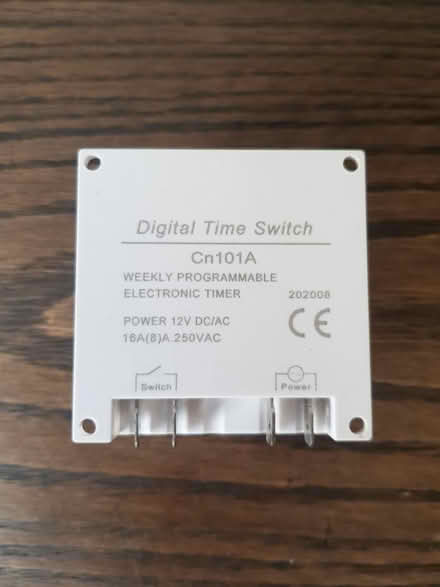 Digital Time Switch
Cn101A
WEEKLY PROGRAMMABLE
ELECTRONIC TIMER 202008
POWER 12V DC/AC
16A(8)A 250VAC
CE
Switch Power